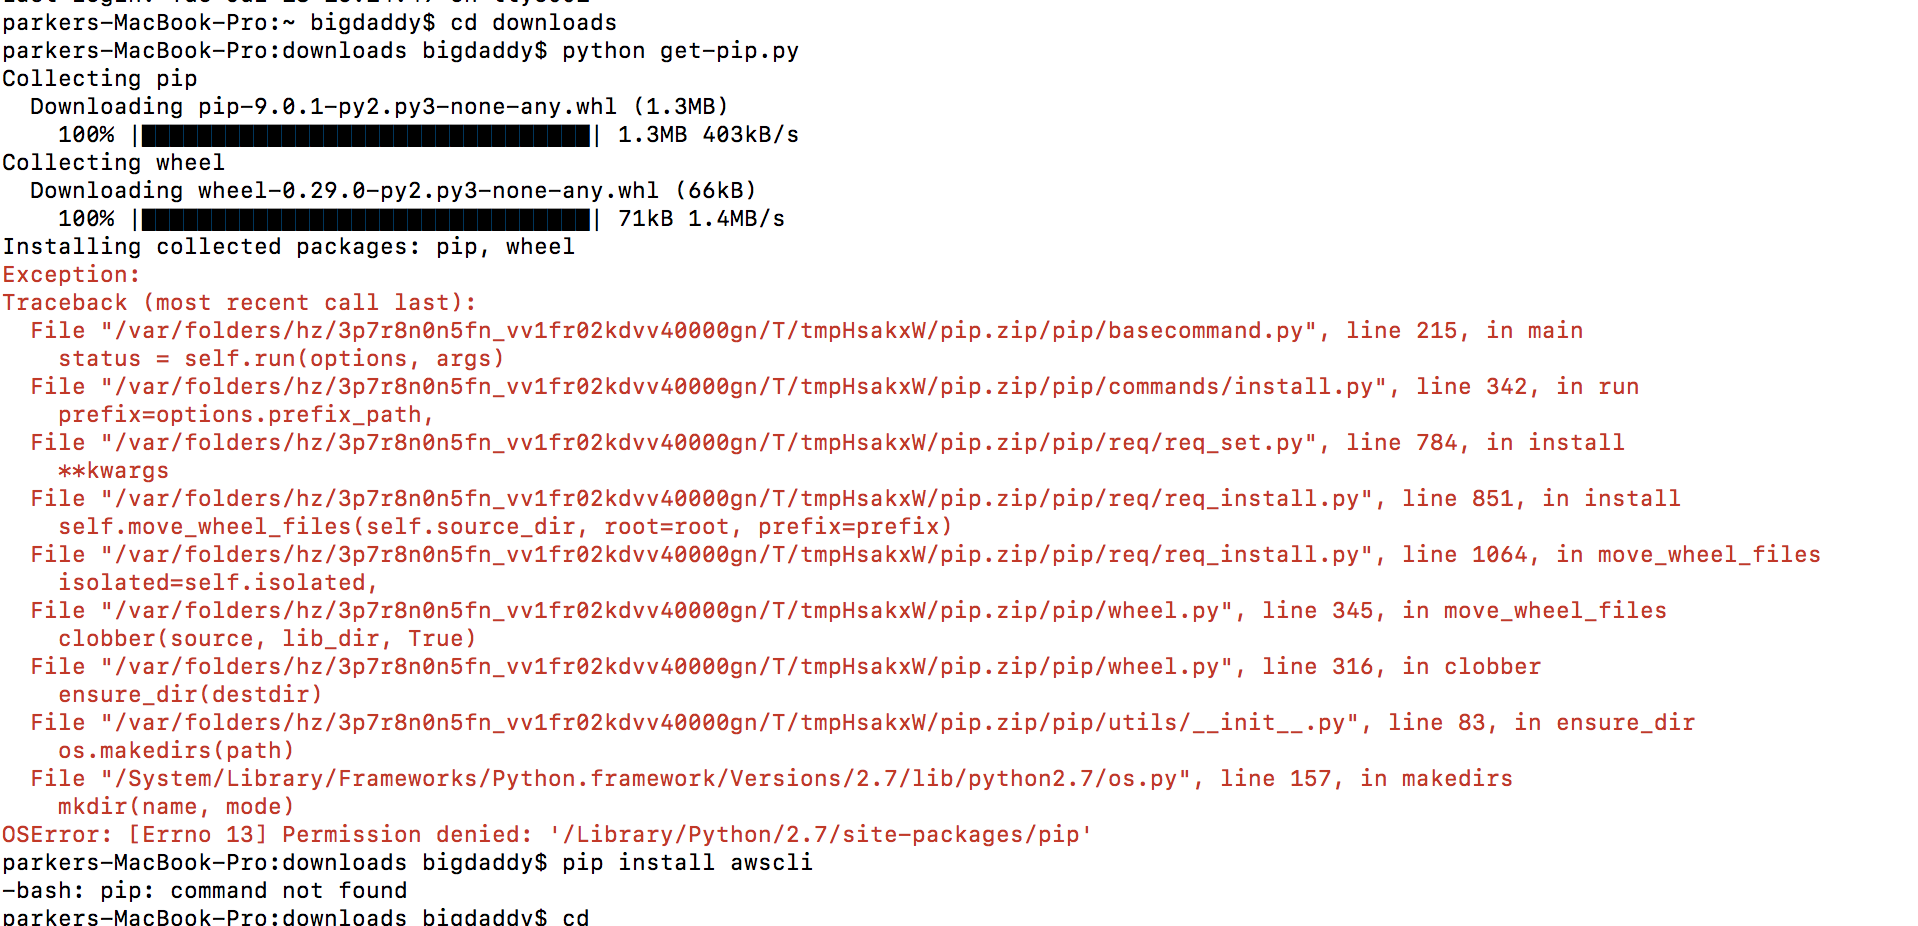 parkers-MacBook-Pro:~ bigdaddy$ cd downloads
parkers-MacBook-Pro:downloads bigdaddy$ python get-pip.py
Collecting pip
  Downloading pip-9.0.1-py2.py3-none-any.whl (1.3MB)
    100% |████████████████████████████████| 1.3MB 403kB/s
Collecting wheel
  Downloading wheel-0.29.0-py2.py3-none-any.whl (66kB)
    100% |████████████████████████████████| 71kB 1.4MB/s
Installing collected packages: pip, wheel
Exception:
Traceback (most recent call last):
  File "/var/folders/hz/3p7r8n0n5fn_vv1fr02kdvv40000gn/T/tmpHsakxW/pip.zip/pip/basecommand.py", line 215, in main
    status = self.run(options, args)
  File "/var/folders/hz/3p7r8n0n5fn_vv1fr02kdvv40000gn/T/tmpHsakxW/pip.zip/pip/commands/install.py", line 342, in run
    prefix=options.prefix_path,
  File "/var/folders/hz/3p7r8n0n5fn_vv1fr02kdvv40000gn/T/tmpHsakxW/pip.zip/pip/req/req_set.py", line 784, in install
    **kwargs
  File "/var/folders/hz/3p7r8n0n5fn_vv1fr02kdvv40000gn/T/tmpHsakxW/pip.zip/pip/req/req_install.py", line 851, in install
    self.move_wheel_files(self.source_dir, root=root, prefix=prefix)
  File "/var/folders/hz/3p7r8n0n5fn_vv1fr02kdvv40000gn/T/tmpHsakxW/pip.zip/pip/req/req_install.py", line 1064, in move_wheel_files
    isolated=self.isolated,
  File "/var/folders/hz/3p7r8n0n5fn_vv1fr02kdvv40000gn/T/tmpHsakxW/pip.zip/pip/wheel.py", line 345, in move_wheel_files
    clobber(source, lib_dir, True)
  File "/var/folders/hz/3p7r8n0n5fn_vv1fr02kdvv40000gn/T/tmpHsakxW/pip.zip/pip/wheel.py", line 316, in clobber
    ensure_dir(destdir)
  File "/var/folders/hz/3p7r8n0n5fn_vv1fr02kdvv40000gn/T/tmpHsakxW/pip.zip/pip/utils/__init__.py", line 83, in ensure_dir
    os.makedirs(path)
  File "/System/Library/Frameworks/Python.framework/Versions/2.7/lib/python2.7/os.py", line 157, in makedirs
    mkdir(name, mode)
OSError: [Errno 13] Permission denied: '/Library/Python/2.7/site-packages/pip'
parkers-MacBook-Pro:downloads bigdaddy$ pip install awscli
-bash: pip: command not found
parkers-MacBook-Pro:downloads bigdaddy$ cd